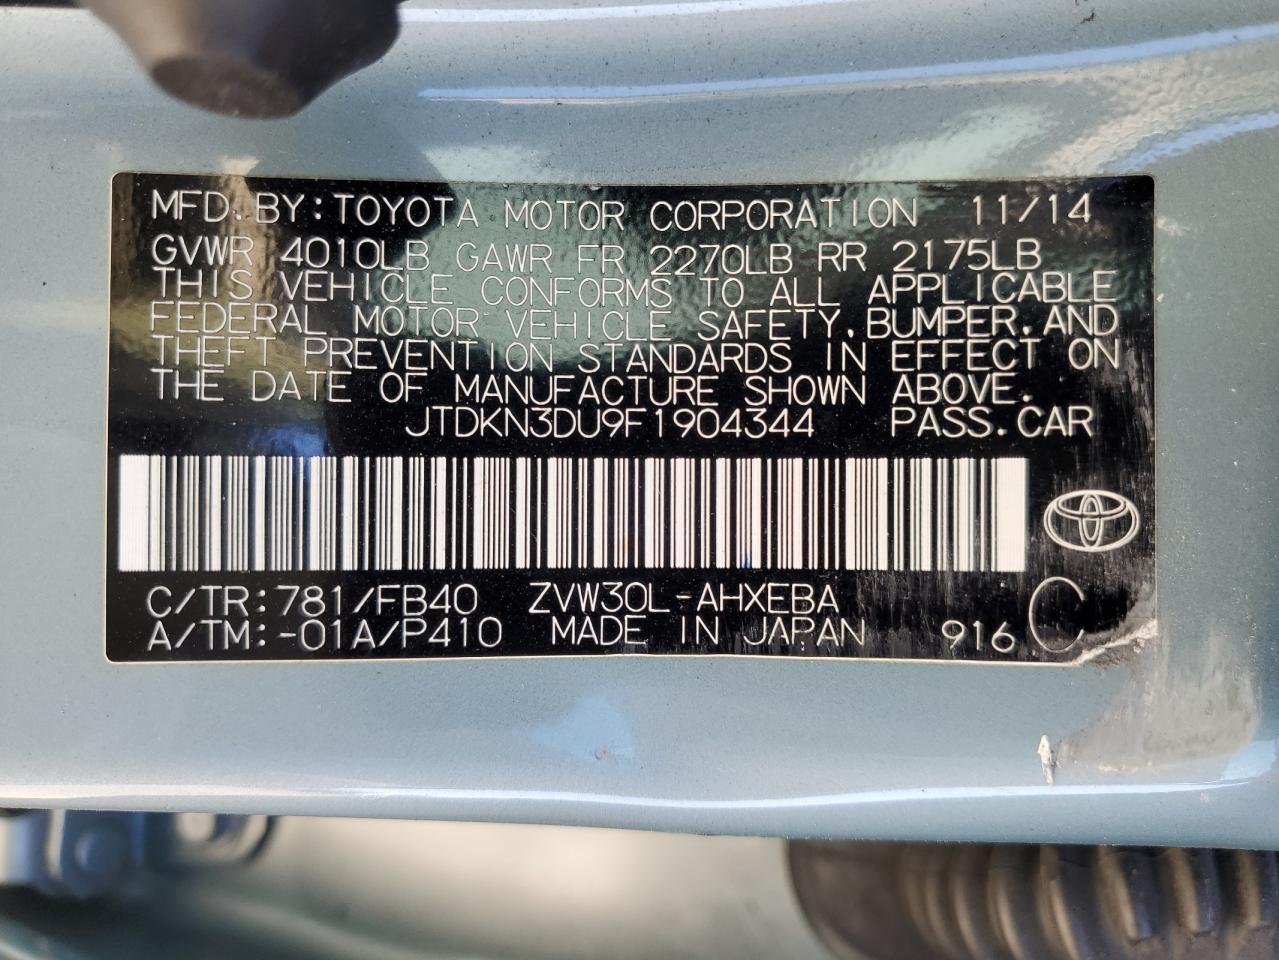 MFD. BY: TOYOTA MOTOR CORPORATION 11/14
GVWR 4010LB GAWR FR 2270LB RR 2175LB
THIS VEHICLE CONFORMS TO ALL APPLICABLE
FEDERAL MOTOR VEHICLE SAFETY, BUMPER, AND
THEFT PREVENTION STANDARDS IN EFFECT ON
THE DATE OF MANUFACTURE SHOWN ABOVE.
JTDKN3DU9F1904344 PASS. CAR
C/TR: 781/FB40 ZVW30L-AHXEBA
A/TM: -01A/P410 MADE IN JAPAN 916 C